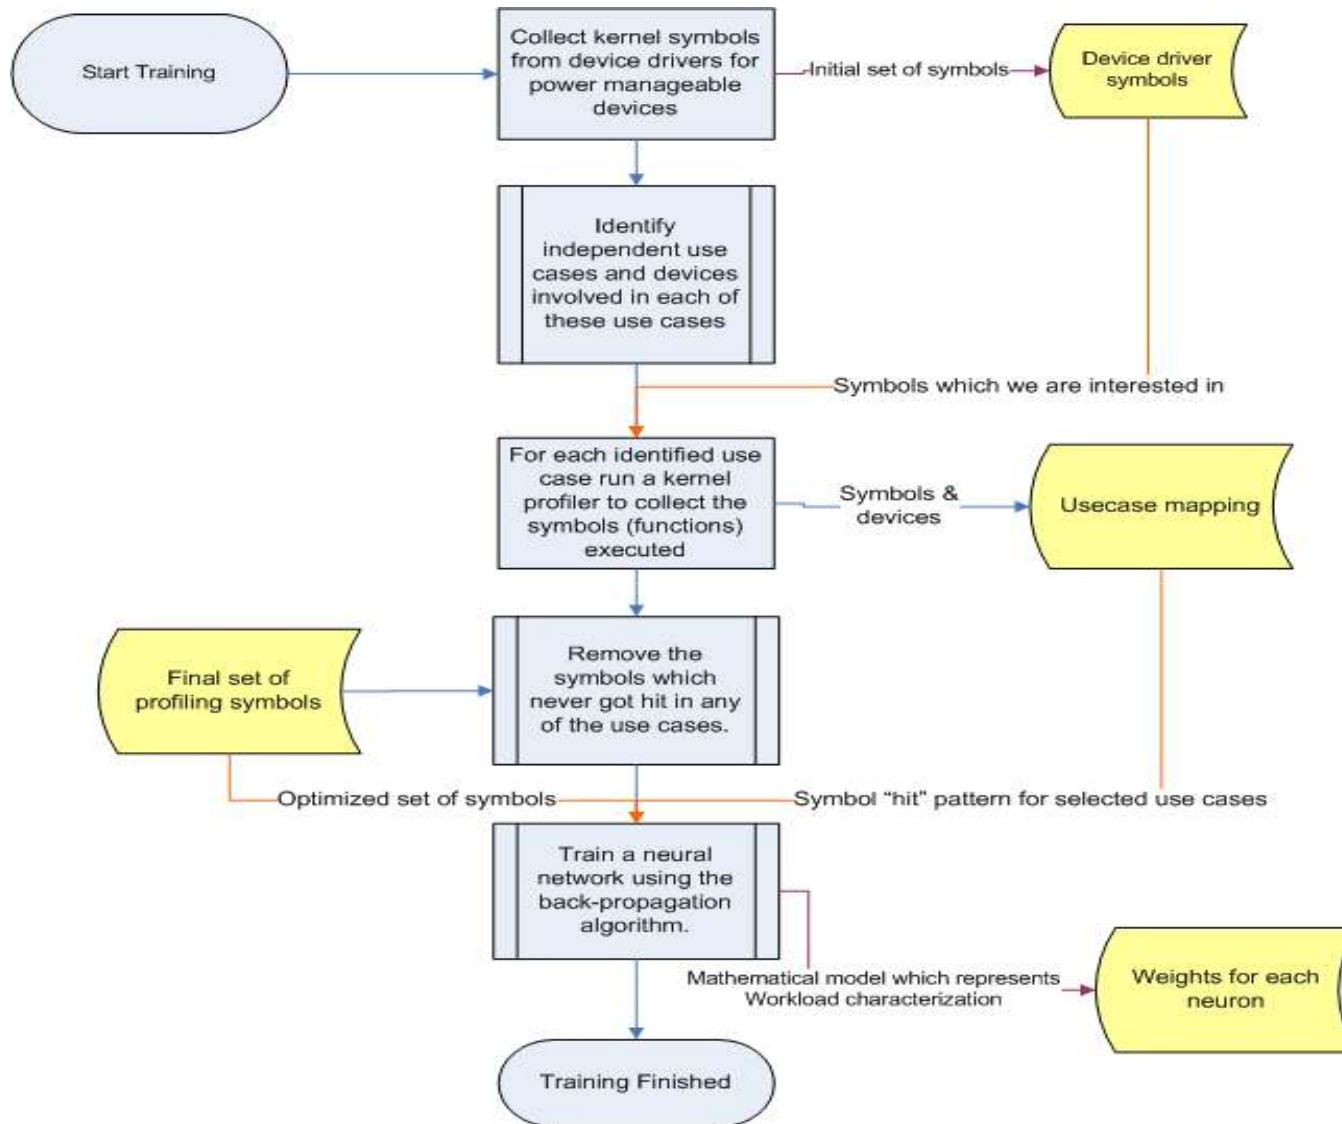 Start Training
Collect kernel symbols
from device drivers for
power manageable
devices
Initial set of symbols
Device driver
symbols
Identify
independent use
cases and devices
involved in each of
these use cases
Symbols which we are interested in
For each identified use
case run a kernel
profiler to collect the
symbols (functions)
executed
Symbols &
devices
Usecase mapping
Final set of
profiling symbols
Remove the
symbols which
never got hit in any
of the use cases.
Optimized set of symbols
Symbol “hit” pattern for selected use cases
Train a neural
network using the
back-propagation
algorithm.
Mathematical model which represents
Workload characterization
Weights for each
neuron
Training Finished